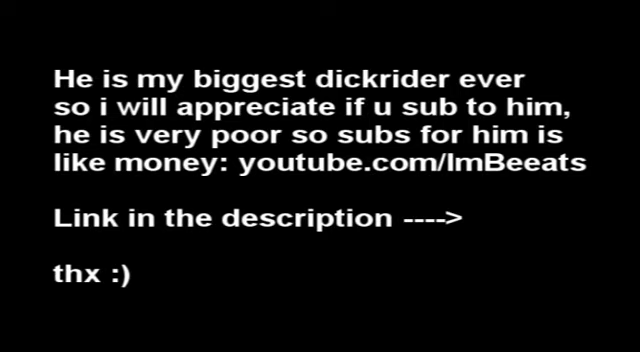 He is my biggest dickrider ever
so i will appreciate if u sub to him,
he is very poor so subs for him is
like money: youtube.com/ImBeeats
Link in the description ---->
thx :)